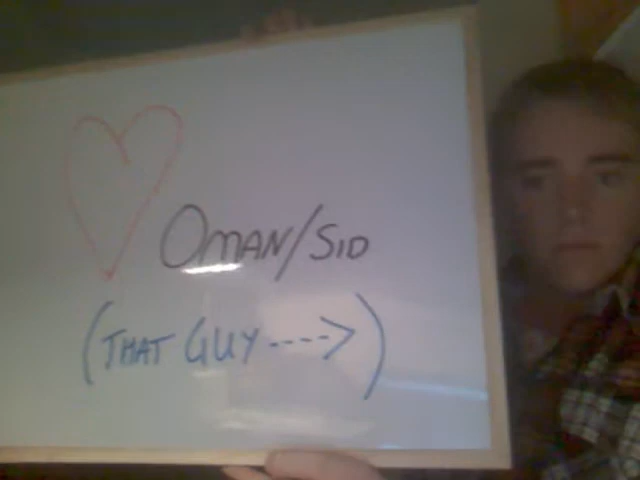 OMAN/SID
(THAT GUY ---->)